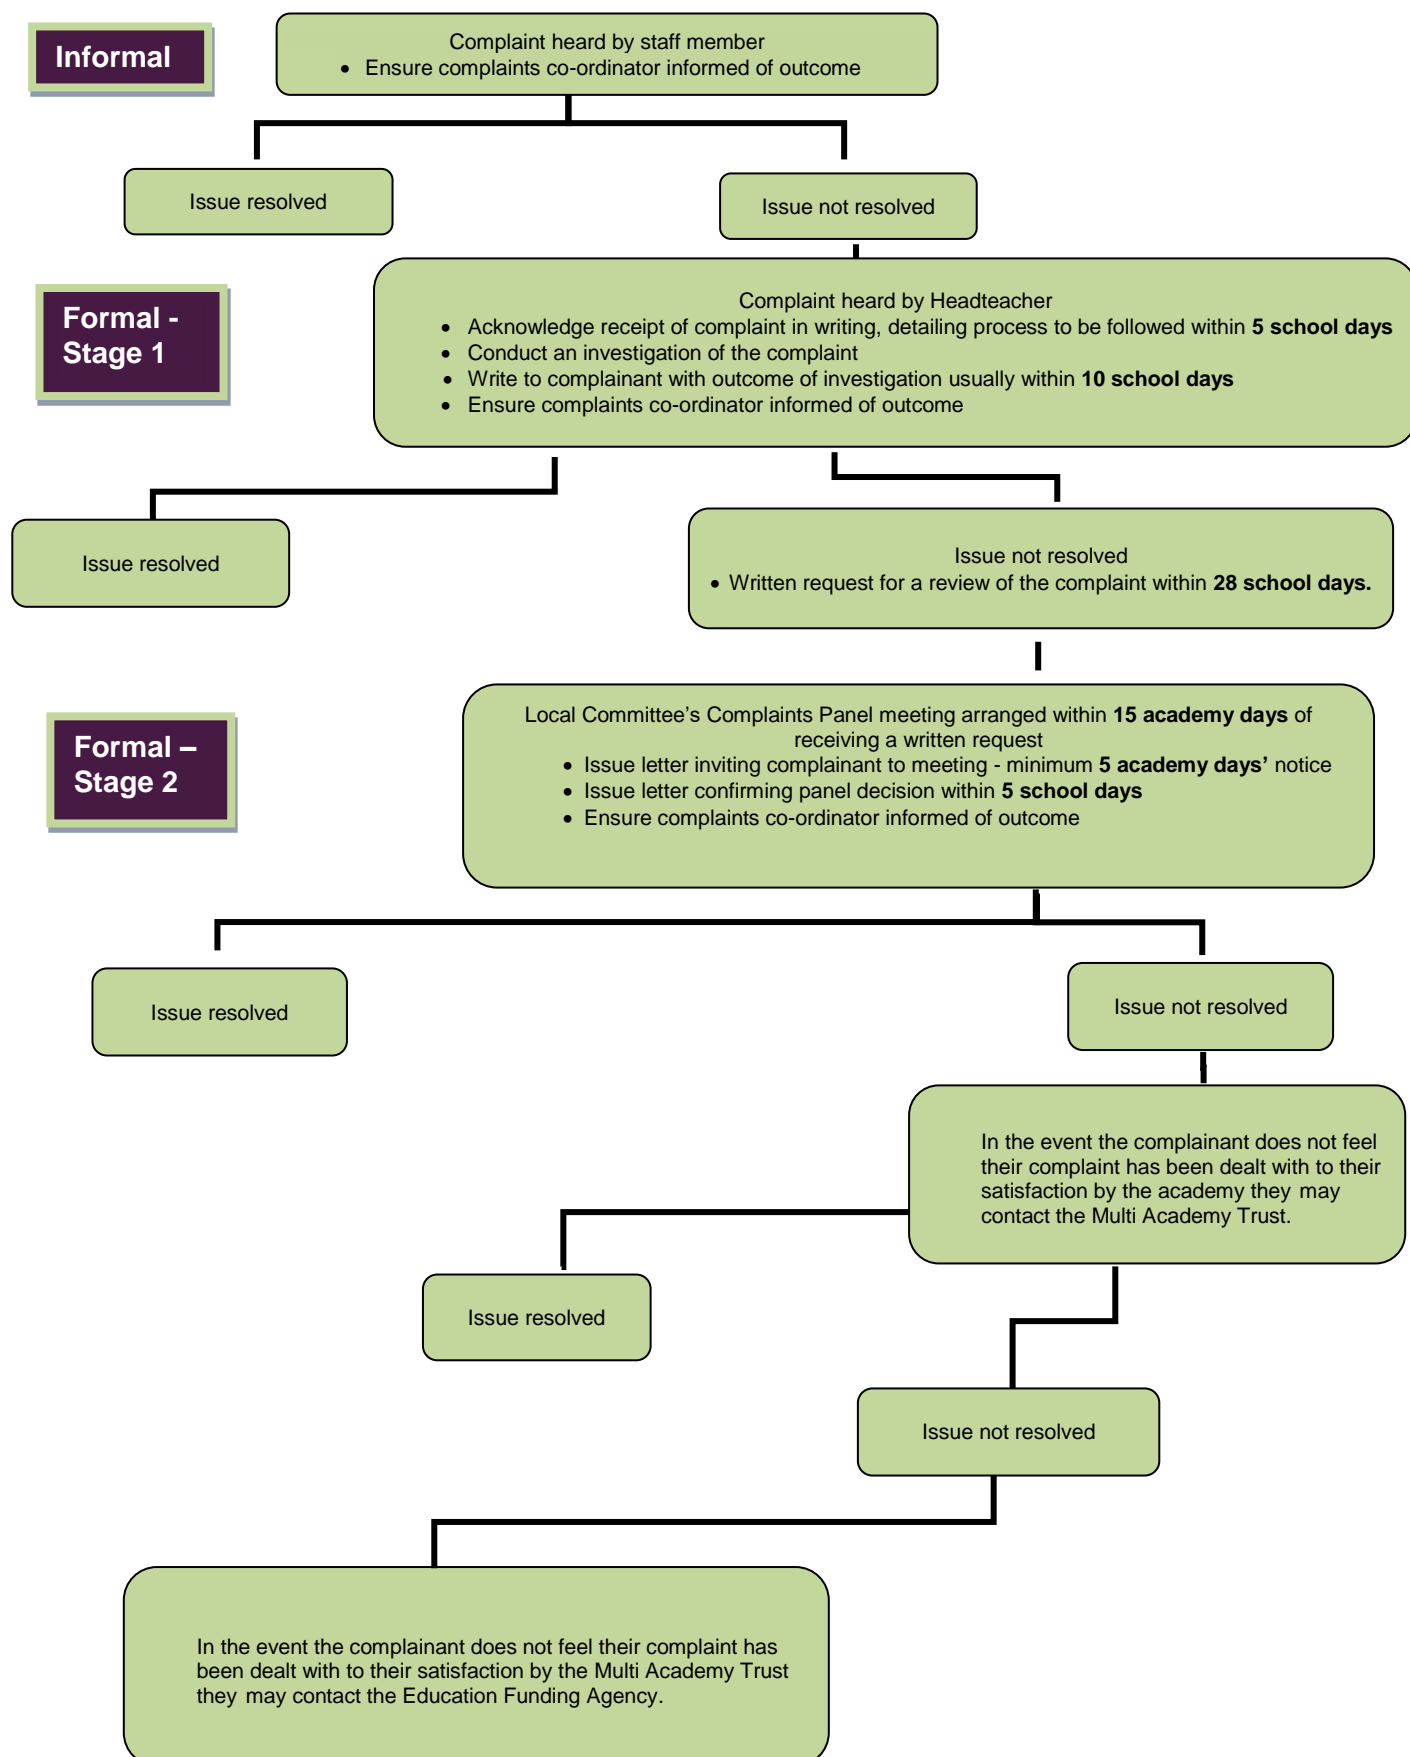 Informal
Complaint heard by staff member
• Ensure complaints co-ordinator informed of outcome
Issue resolved
Issue not resolved
Formal -
Stage 1
Complaint heard by Headteacher
• Acknowledge receipt of complaint in writing, detailing process to be followed within 5 school days
• Conduct an investigation of the complaint
• Write to complainant with outcome of investigation usually within 10 school days
• Ensure complaints co-ordinator informed of outcome
Issue resolved
Issue not resolved
• Written request for a review of the complaint within 28 school days.
Formal –
Stage 2
Local Committee's Complaints Panel meeting arranged within 15 academy days of
receiving a written request
• Issue letter inviting complainant to meeting - minimum 5 academy days' notice
• Issue letter confirming panel decision within 5 school days
• Ensure complaints co-ordinator informed of outcome
Issue resolved
Issue not resolved
In the event the complainant does not feel
their complaint has been dealt with to their
satisfaction by the academy they may
contact the Multi Academy Trust.
Issue resolved
Issue not resolved
In the event the complainant does not feel their complaint has
been dealt with to their satisfaction by the Multi Academy Trust
they may contact the Education Funding Agency.